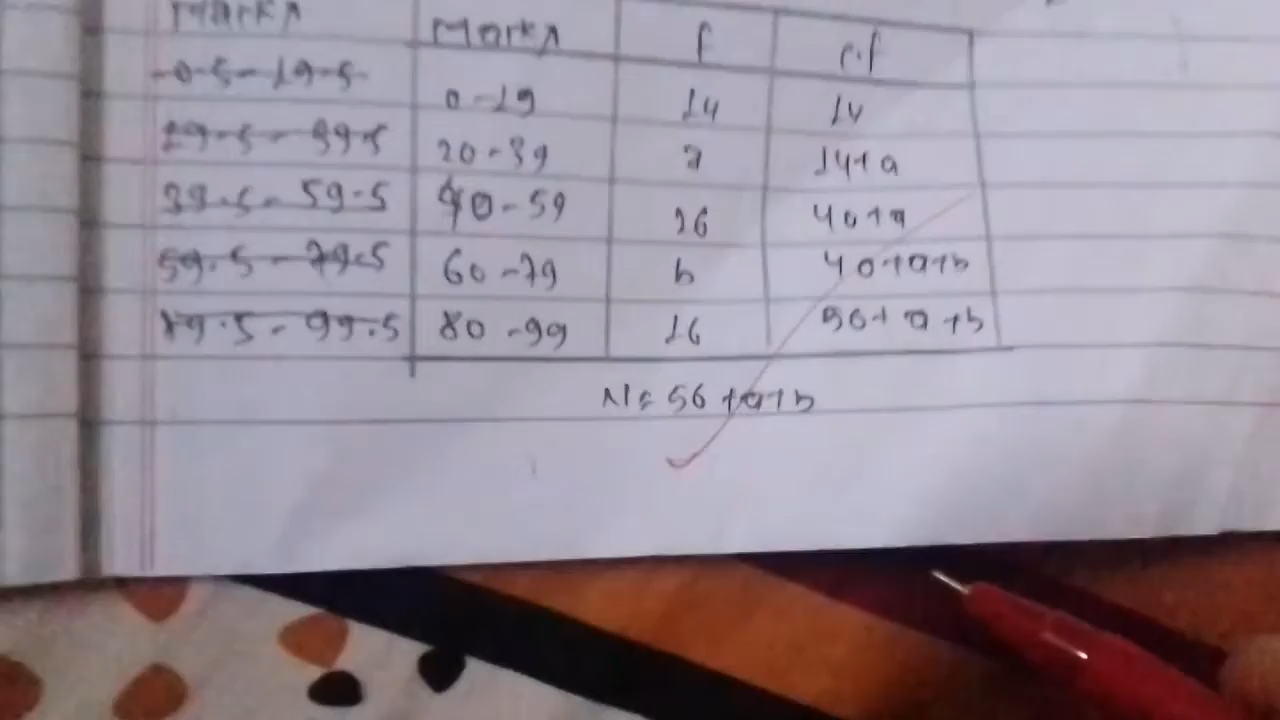 Marks Marks f c.f
-0.5-19.5 0-19 14 14
19.5-39.5 20-39 a 14+a
39.5-59.5 40-59 26 40+a
59.5-79.5 60-79 b 40+a+b
79.5-99.5 80-99 16 56+a+b
N = 56+a+b